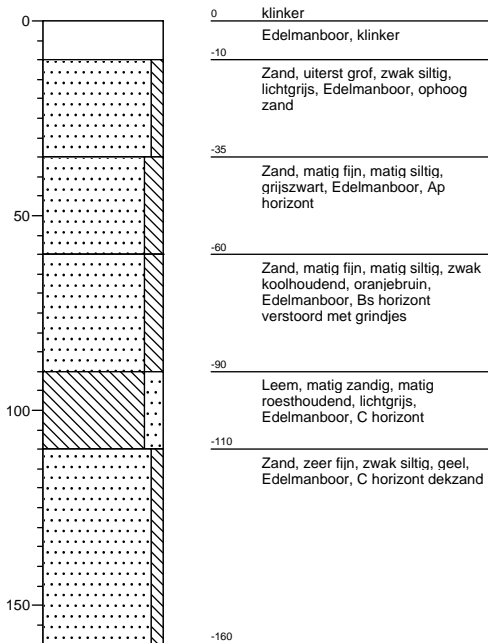 0
0
klinker
Edelmanboor, klinker
-10
Zand, uiterst grof, zwak siltig,
lichtgrijs, Edelmanboor, ophoog
zand
-35
Zand, matig fijn, matig siltig,
grijszwart, Edelmanboor, Ap
horizont
50
-60
Zand, matig fijn, matig siltig, zwak
koolhoudend, oranjebruin,
Edelmanboor, Bs horizont
verstoord met grindjes
-90
Leem, matig zandig, matig
roesthoudend, lichtgrijs,
Edelmanboor, C horizont
100
-110
Zand, zeer fijn, zwak siltig, geel,
Edelmanboor, C horizont dekzand
150
-160